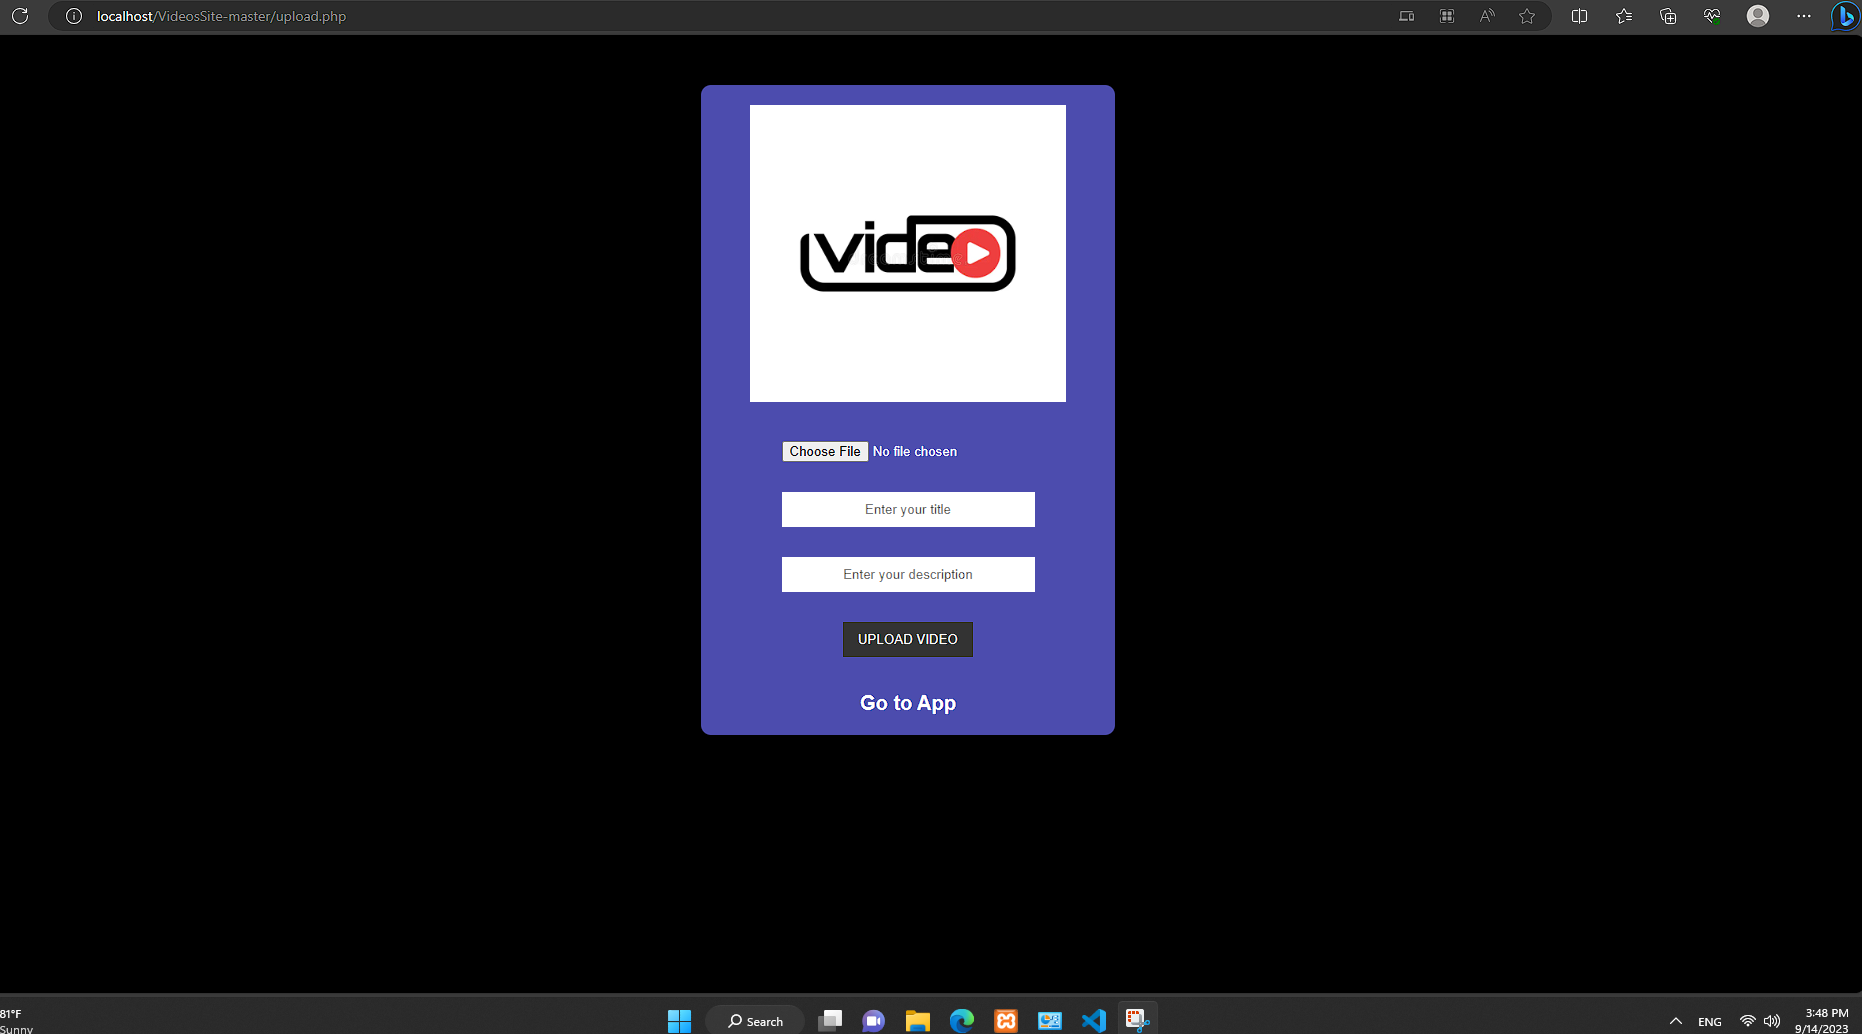 localhost/VideosSite-master/upload.php
video
Choose File No file chosen
Enter your title
Enter your description
UPLOAD VIDEO
Go to App
81°F
Sunny
Search
ENG
3:48 PM
9/14/2023